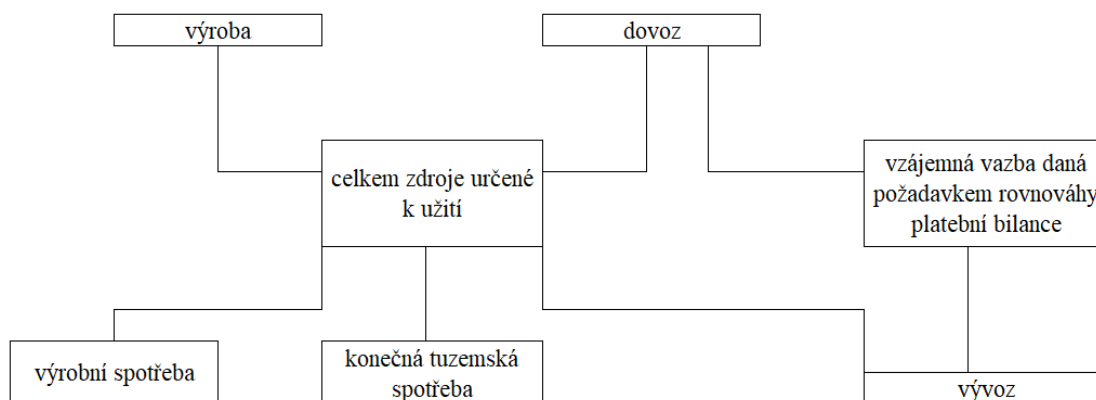 výroba
dovoz
celkem zdroje určené
k užití
vzájemná vazba daná
požadavkem rovnováhy
platební bilance
výrobní spotřeba
konečná tuzemská
spotřeba
vývoz